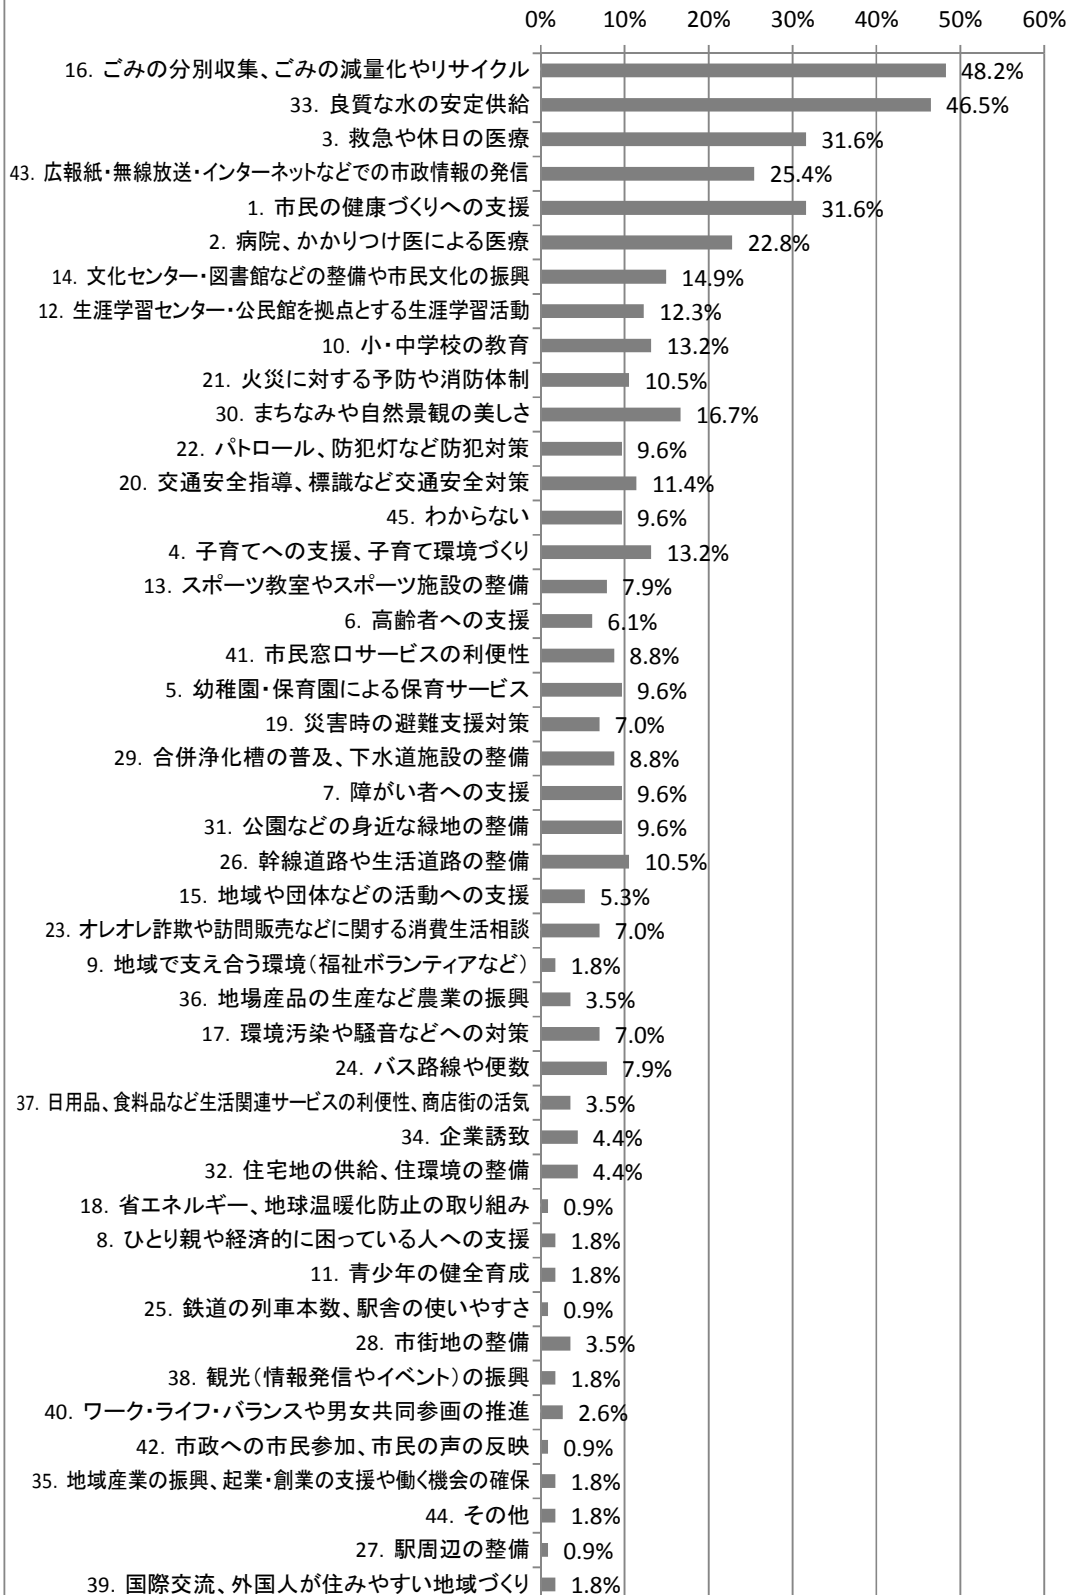 0% 10% 20% 30% 40% 50% 60%
16. ごみの分別収集、ごみの減量化やリサイクル 48.2%
33. 良質な水の安定供給 46.5%
3. 救急や休日の医療 31.6%
43. 広報紙・無線放送・インターネットなどでの市政情報の発信 25.4%
1. 市民の健康づくりへの支援 31.6%
2. 病院、かかりつけ医による医療 22.8%
14. 文化センター・図書館などの整備や市民文化の振興 14.9%
12. 生涯学習センター・公民館を拠点とする生涯学習活動 12.3%
10. 小・中学校の教育 13.2%
21. 火災に対する予防や消防体制 10.5%
30. まちなみや自然景観の美しさ 16.7%
22. パトロール、防犯灯など防犯対策 9.6%
20. 交通安全指導、標識など交通安全対策 11.4%
45. わからない 9.6%
4. 子育てへの支援、子育て環境づくり 13.2%
13. スポーツ教室やスポーツ施設の整備 7.9%
6. 高齢者への支援 6.1%
41. 市民窓口サービスの利便性 8.8%
5. 幼稚園・保育園による保育サービス 9.6%
19. 災害時の避難支援対策 7.0%
29. 合併浄化槽の普及、下水道施設の整備 8.8%
7. 障がい者への支援 9.6%
31. 公園などの身近な緑地の整備 9.6%
26. 幹線道路や生活道路の整備 10.5%
15. 地域や団体などの活動への支援 5.3%
23. オレオレ詐欺や訪問販売などに関する消費生活相談 7.0%
9. 地域で支え合う環境（福祉ボランティアなど） 1.8%
36. 地場産品の生産など農業の振興 3.5%
17. 環境汚染や騒音などへの対策 7.0%
24. バス路線や便数 7.9%
37. 日用品、食料品など生活関連サービスの利便性、商店街の活気 3.5%
34. 企業誘致 4.4%
32. 住宅地の供給、住環境の整備 4.4%
18. 省エネルギー、地球温暖化防止の取り組み 0.9%
8. ひとり親や経済的に困っている人への支援 1.8%
11. 青少年の健全育成 1.8%
25. 鉄道の列車本数、駅舎の使いやすさ 0.9%
28. 市街地の整備 3.5%
38. 観光（情報発信やイベント）の振興 1.8%
40. ワーク・ライフ・バランスや男女共同参画の推進 2.6%
42. 市政への市民参加、市民の声の反映 0.9%
35. 地域産業の振興、起業・創業の支援や働く機会の確保 1.8%
44. その他 1.8%
27. 駅周辺の整備 0.9%
39. 国際交流、外国人が住みやすい地域づくり 1.8%